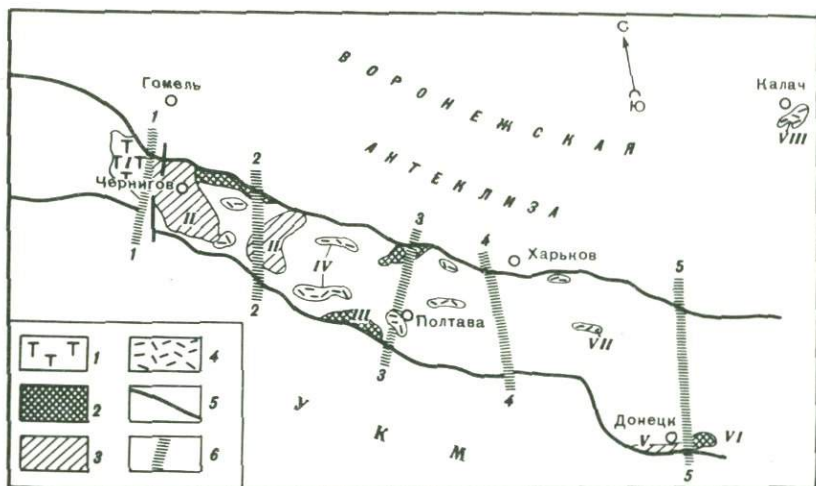 С
Ю
ВОРОНЕЖСКАЯ
АНТЕКЛИЗА
Гомель
Калач
VIII
1
2
Чернигов
II
II
IV
3
4
Харьков
5
1
2
III
Полтава
VII
3
4
УКМ
Донецк
V
VI
5
Т Т Т 1
4
2
5
3
6